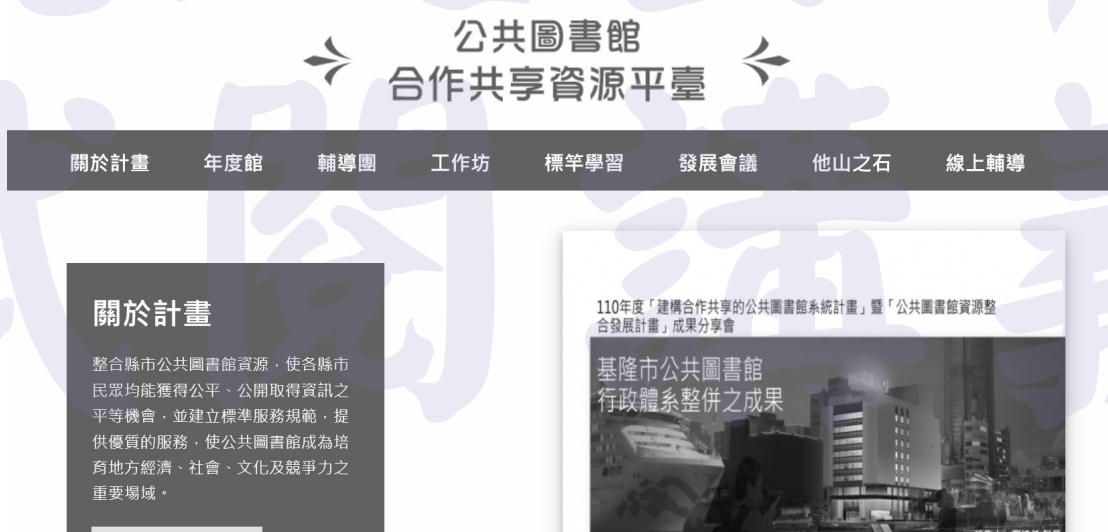 公共圖書館
合作共享資源平臺
關於計畫 年度館 輔導團 工作坊 標竿學習 發展會議 他山之石 線上輔導
關於計畫
整合縣市公共圖書館資源，使各縣市
民眾均能獲得公平、公開取得資訊之
平等機會，並建立標準服務規範，提
供優質的服務，使公共圖書館成為培
育地方經濟、社會、文化及競爭力之
重要場域。
110年度「建構合作共享的公共圖書館系統計畫」暨「公共圖書館資源整
合發展計畫」成果分享會
基隆市公共圖書館
行政體系整併之成果